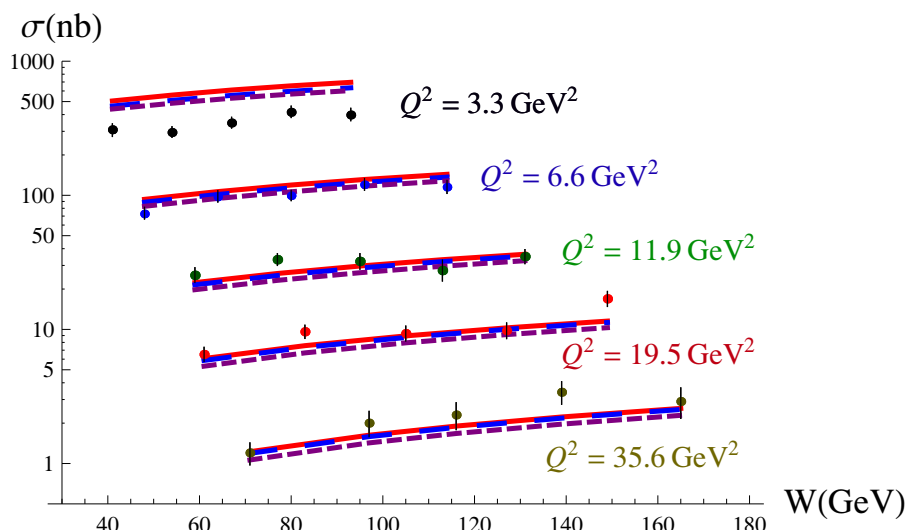 σ(nb)
1000
500
Q² = 3.3 GeV²
100
Q² = 6.6 GeV²
50
Q² = 11.9 GeV²
10
5
Q² = 19.5 GeV²
1
Q² = 35.6 GeV²
40 60 80 100 120 140 160 180
W(GeV)